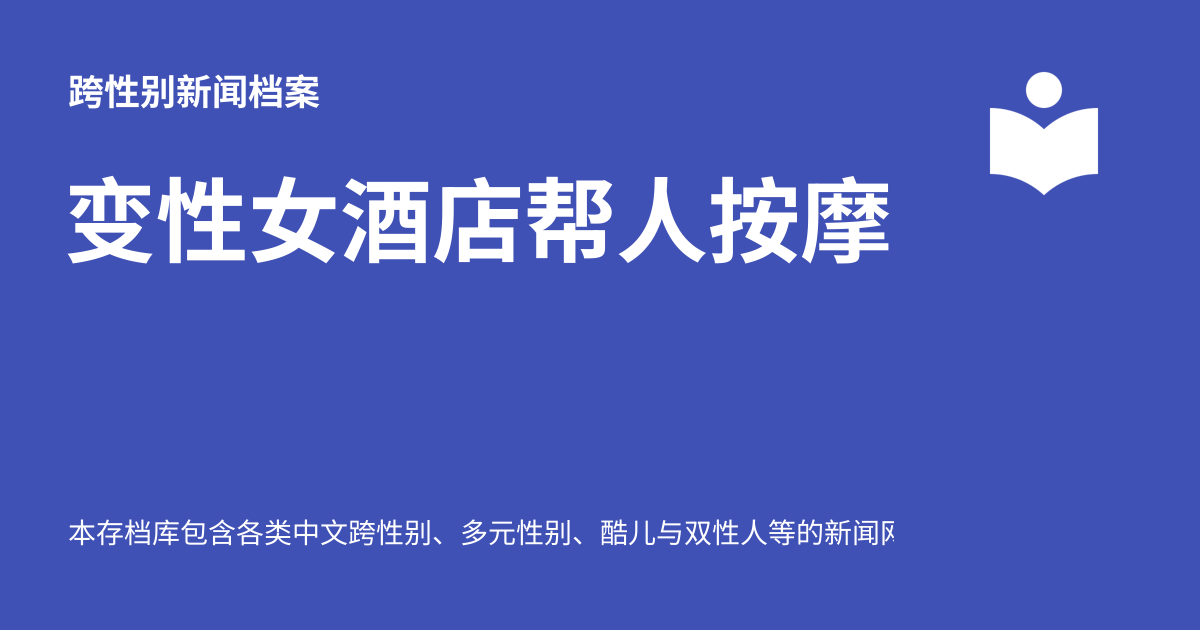 跨性别新闻档案
变性女酒店帮人按摩
本存档库包含各类中文跨性别、多元性别、酷儿与双性人等的新闻